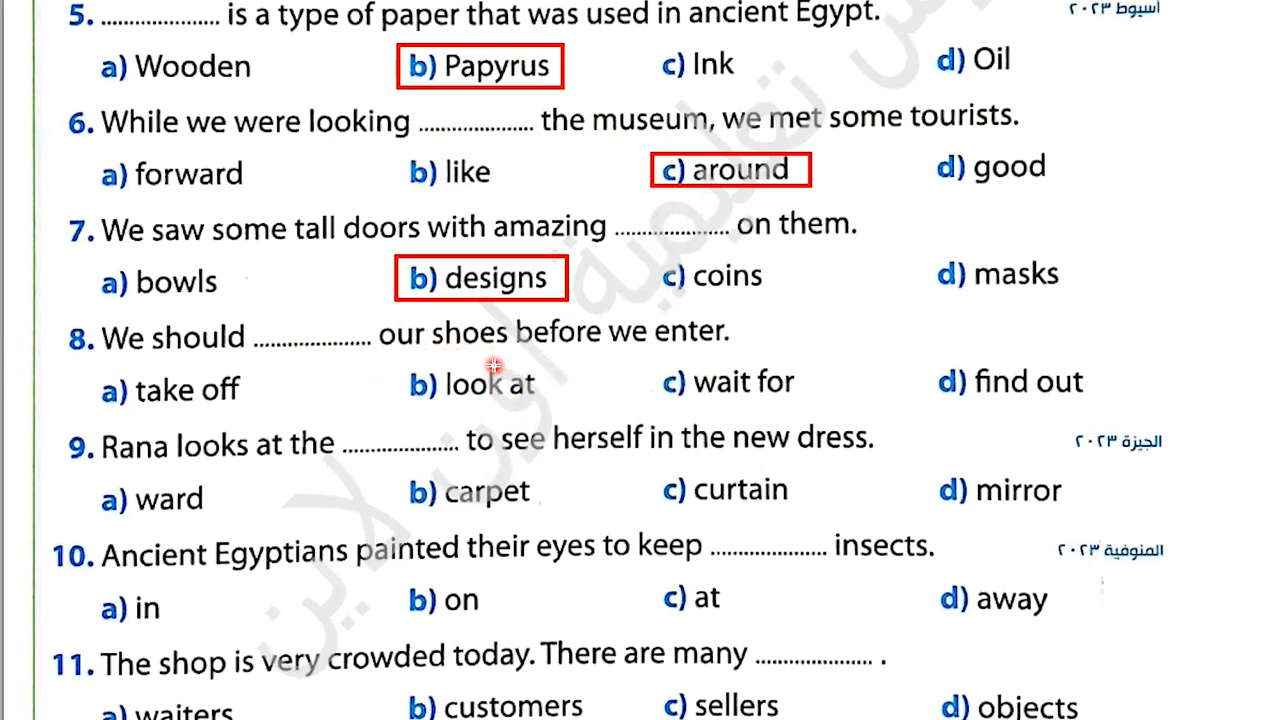 5. .................... is a type of paper that was used in ancient Egypt. أسيوط ٢٠٢٣
a) Wooden b) Papyrus c) Ink d) Oil
6. While we were looking .................... the museum, we met some tourists.
a) forward b) like c) around d) good
7. We saw some tall doors with amazing .................... on them.
a) bowls b) designs c) coins d) masks
8. We should .................... our shoes before we enter.
a) take off b) look at c) wait for d) find out
9. Rana looks at the .................... to see herself in the new dress. الجيزة ٢٠٢٣
a) ward b) carpet c) curtain d) mirror
10. Ancient Egyptians painted their eyes to keep .................... insects. المنوفية ٢٠٢٣
a) in b) on c) at d) away
11. The shop is very crowded today. There are many .................... .
a) waiters b) customers c) sellers d) objects
تعليمية اون لاين